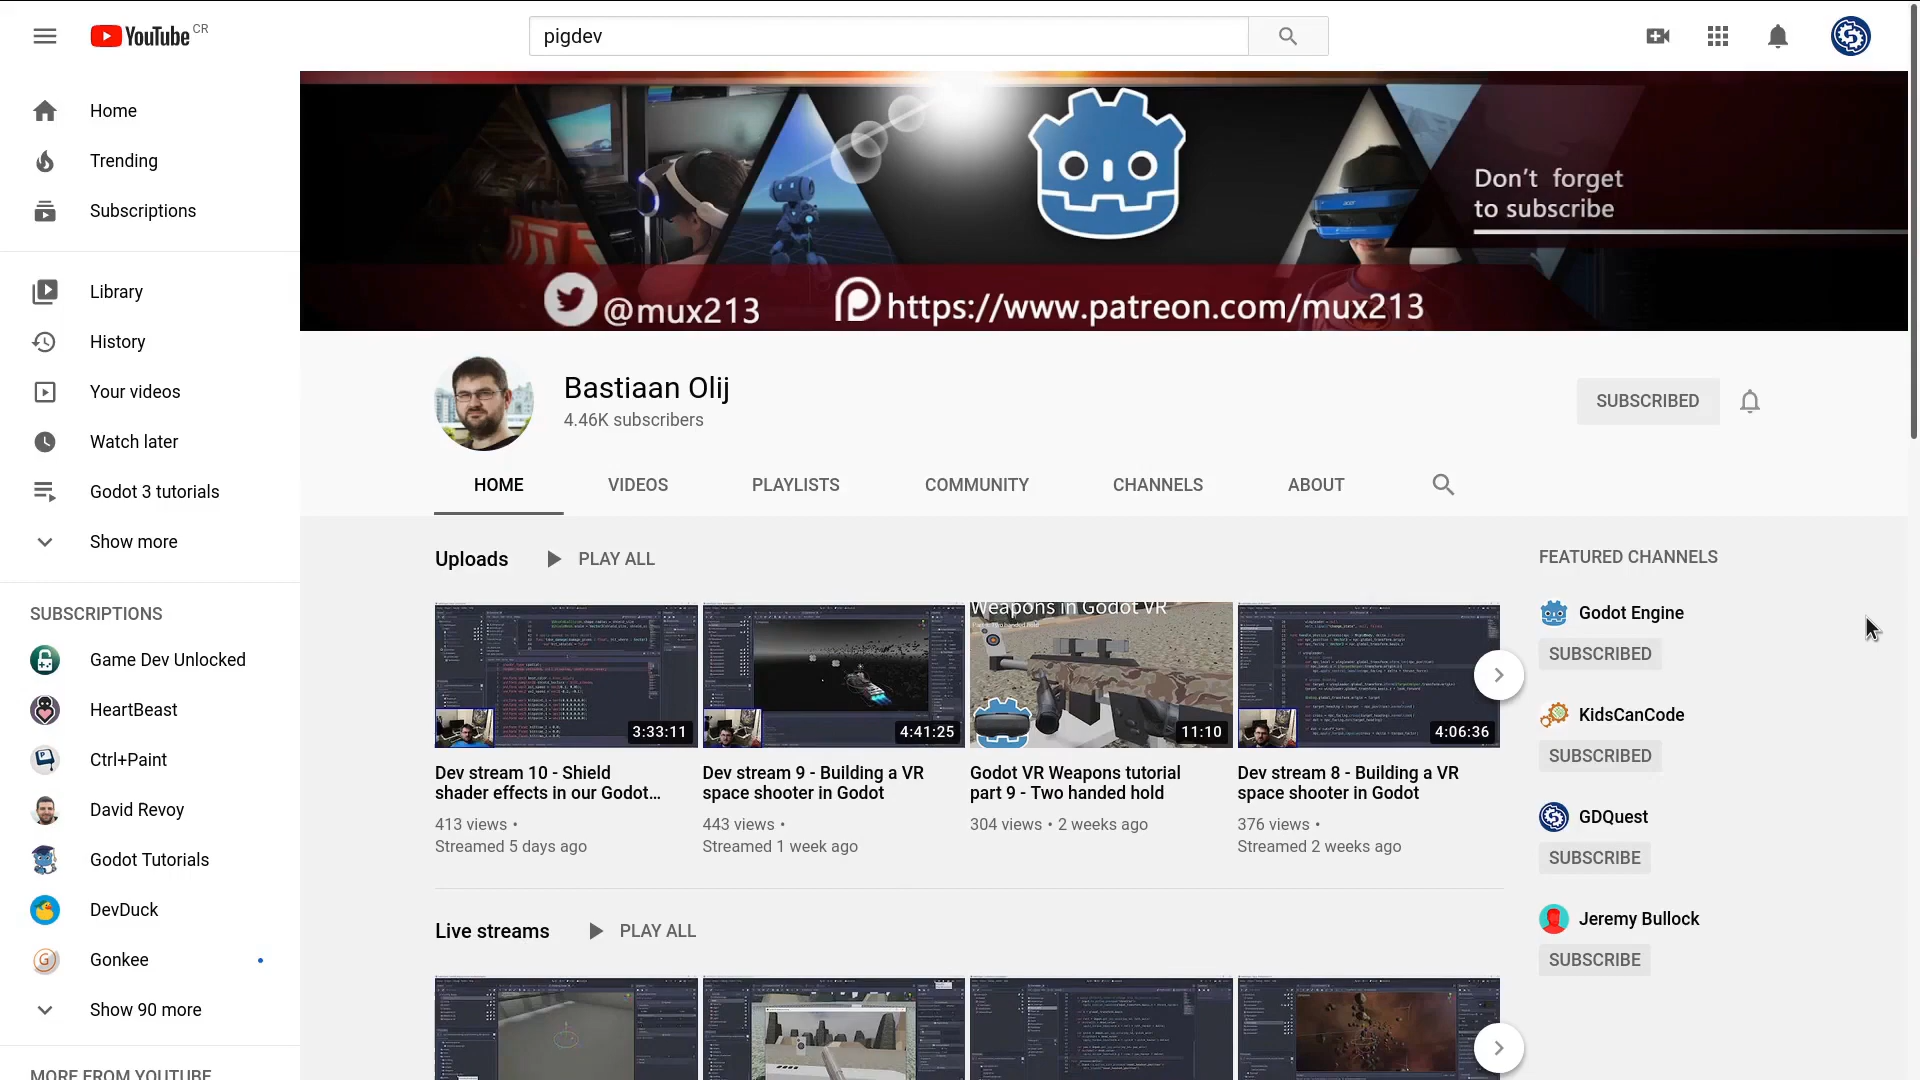 YouTube CR
pigdev
Home
Trending
Subscriptions
Library
History
Your videos
Watch later
Godot 3 tutorials
Show more
SUBSCRIPTIONS
Game Dev Unlocked
HeartBeast
Ctrl+Paint
David Revoy
Godot Tutorials
DevDuck
Gonkee
Show 90 more
MORE FROM YOUTUBE
Don't forget
to subscribe
@mux213
https://www.patreon.com/mux213
Bastiaan Olij
4.46K subscribers
SUBSCRIBED
HOME VIDEOS PLAYLISTS COMMUNITY CHANNELS ABOUT
Uploads PLAY ALL
3:33:11
Dev stream 10 - Shield
shader effects in our Godot...
413 views •
Streamed 5 days ago
4:41:25
Dev stream 9 - Building a VR
space shooter in Godot
443 views •
Streamed 1 week ago
Weapons in Godot VR
11:10
Godot VR Weapons tutorial
part 9 - Two handed hold
304 views • 2 weeks ago
4:06:36
Dev stream 8 - Building a VR
space shooter in Godot
376 views •
Streamed 2 weeks ago
Live streams PLAY ALL
FEATURED CHANNELS
Godot Engine
SUBSCRIBED
KidsCanCode
SUBSCRIBED
GDQuest
SUBSCRIBE
Jeremy Bullock
SUBSCRIBE